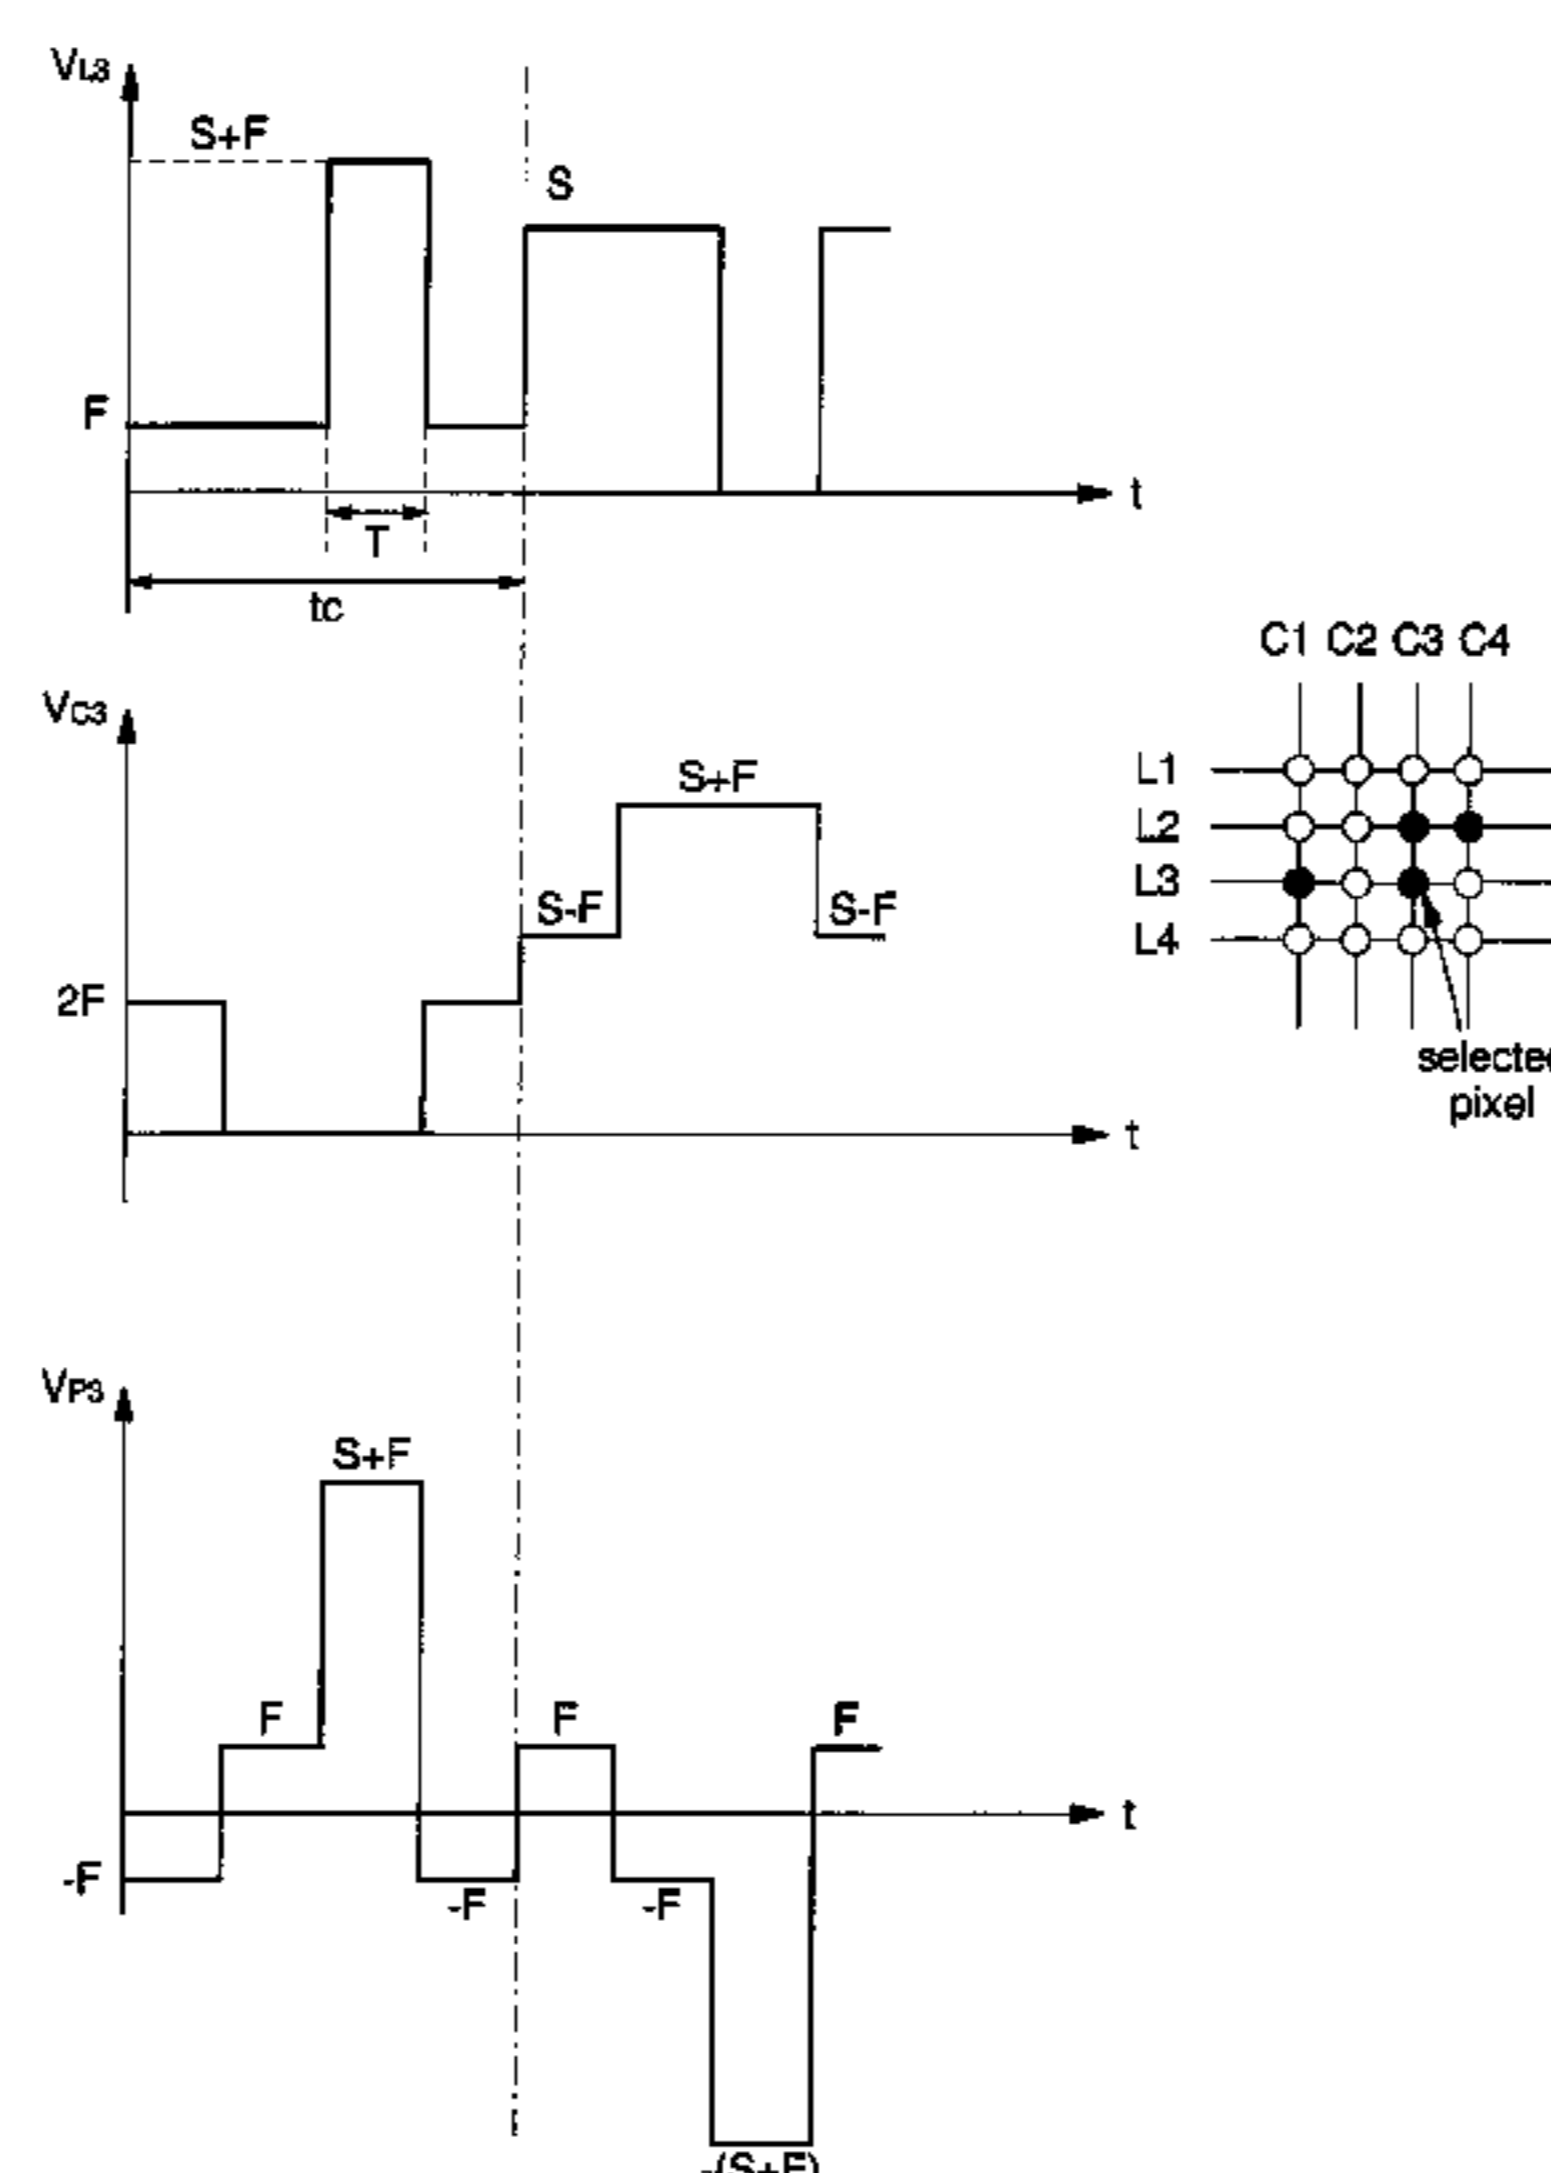 VL3
S+F
S
F
t
T
tc
VC3
S+F
S-F
S-F
2F
t
C1 C2 C3 C4
L1
L2
L3
L4
selected
pixel
VP3
S+F
F
F
F
t
-F
-F
-F
-(S+F)